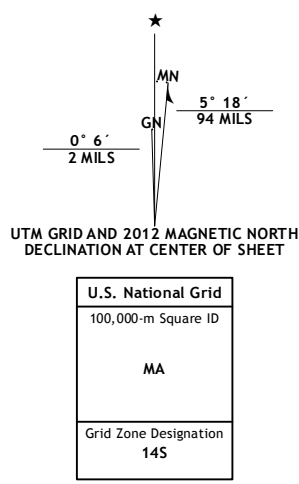 ★
MN
5° 18´
94 MILS
GN
0° 6´
2 MILS
UTM GRID AND 2012 MAGNETIC NORTH
DECLINATION AT CENTER OF SHEET
U.S. National Grid
100,000-m Square ID
MA
Grid Zone Designation
14S